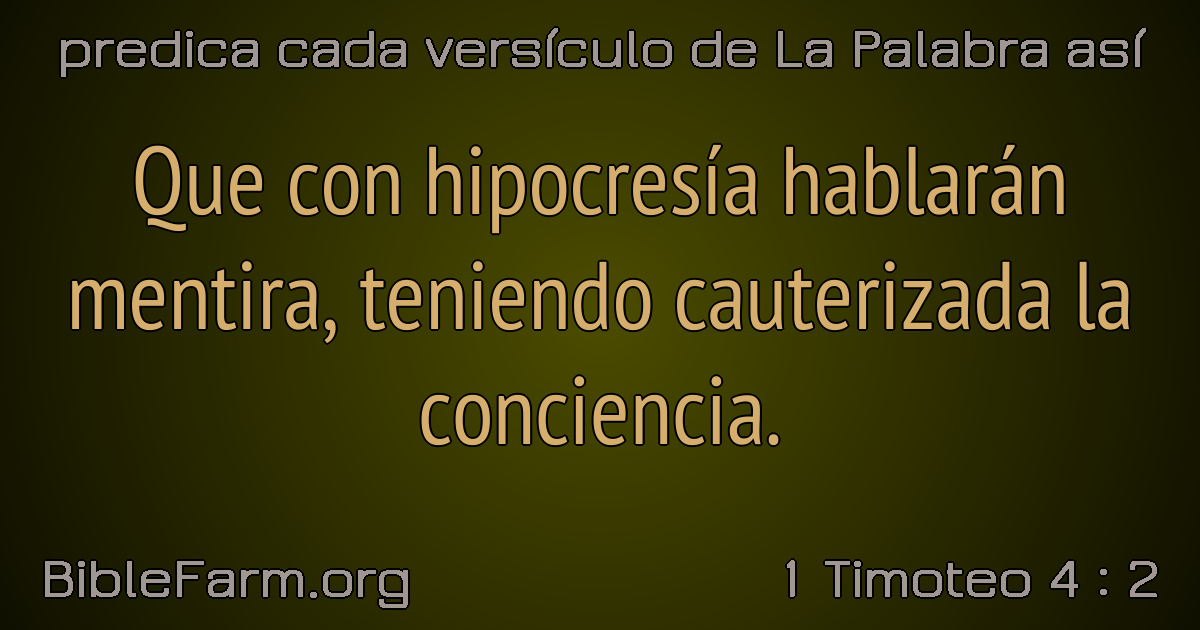 predica cada versículo de La Palabra así
Que con hipocresía hablarán
mentira, teniendo cauterizada la
conciencia.
BibleFarm.org
1 Timoteo 4 : 2